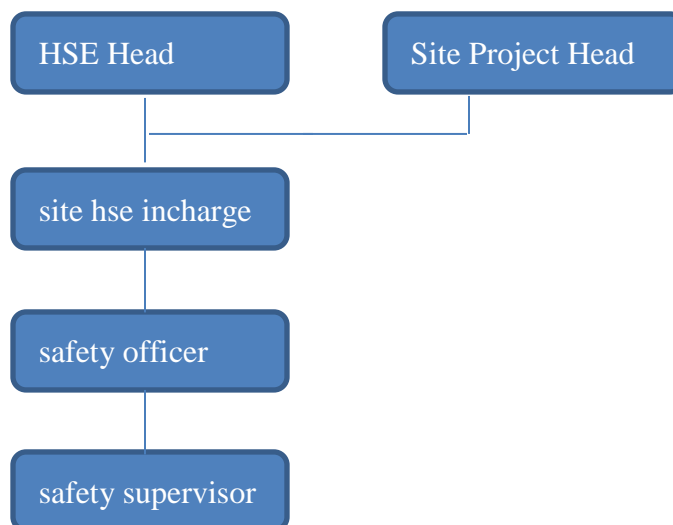 HSE Head
Site Project Head
site hse incharge
safety officer
safety supervisor